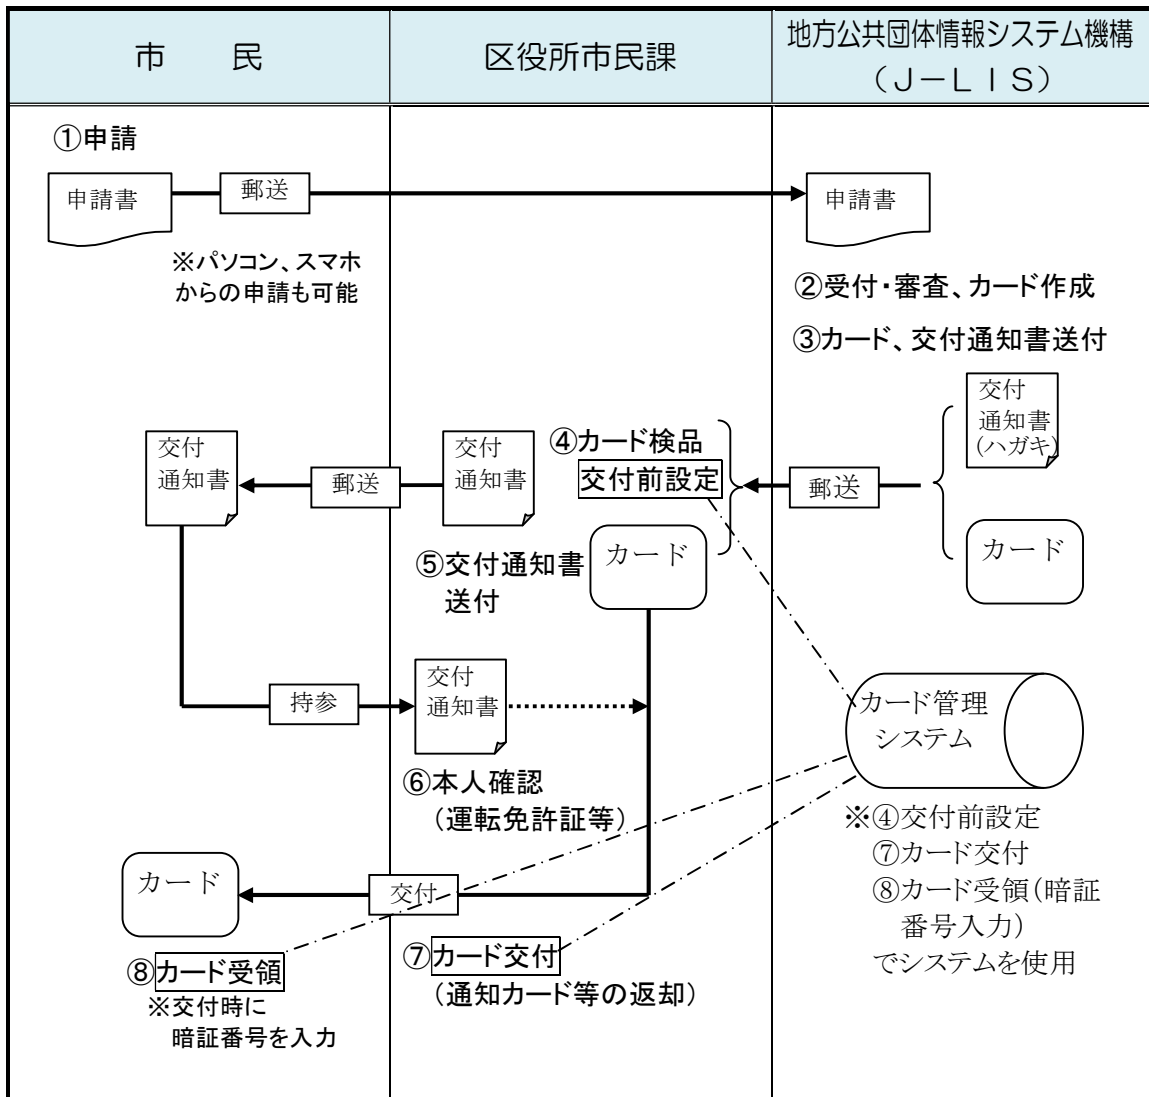 市　　民
区役所市民課
地方公共団体情報システム機構
（Ｊ－ＬＩＳ）
①申請
申請書
郵送
申請書
※パソコン、スマホ
からの申請も可能
②受付・審査、カード作成
③カード、交付通知書送付
交付
通知書
(ハガキ)
カード
郵送
④カード検品
交付前設定
交付
通知書
カード
郵送
交付
通知書
⑤交付通知書
送付
持参
交付
通知書
⑥本人確認
（運転免許証等）
カード管理
システム
※④交付前設定
⑦カード交付
⑧カード受領(暗証
番号入力)
でシステムを使用
カード
交付
⑦カード交付
（通知カード等の返却）
⑧カード受領
※交付時に
暗証番号を入力